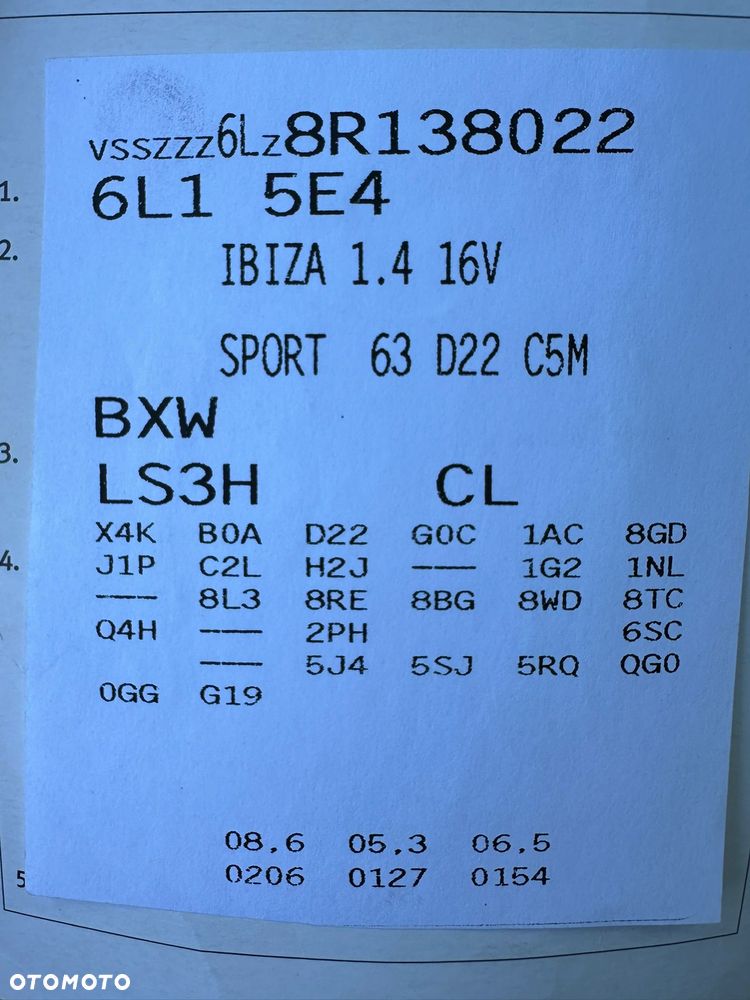 VSSZZZ6LZ8R138022
6L1 5E4
IBIZA 1.4 16V
SPORT 63 D22 C5M
BXW
LS3H CL
X4K B0A D22 G0C 1AC 8GD
J1P C2L H2J --- 1G2 1NL
--- 8L3 8RE 8BG 8WD 8TC
Q4H --- 2PH 6SC
--- 5J4 5SJ 5RQ QG0
0GG G19
08.6 05.3 06.5
0206 0127 0154
1.
2.
3.
4.
5
OTOMOTO